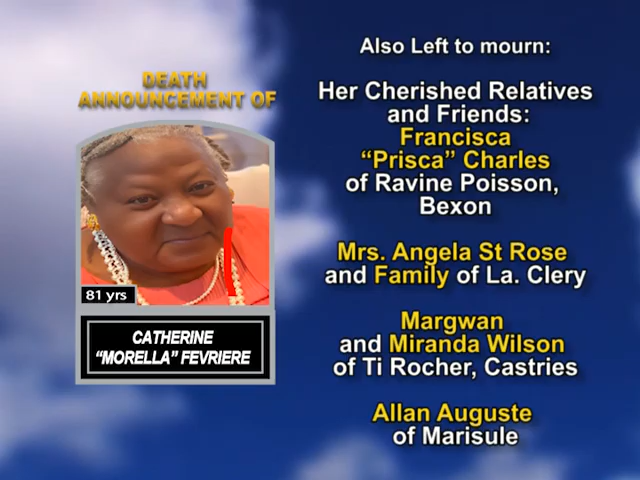 DEATH
ANNOUNCEMENT OF
81 yrs
CATHERINE
“MORELLA” FEVRIERE
Also Left to mourn:
Her Cherished Relatives
and Friends:
Francisca
“Prisca” Charles
of Ravine Poisson,
Bexon
Mrs. Angela St Rose
and Family of La. Clery
Margwan
and Miranda Wilson
of Ti Rocher, Castries
Allan Auguste
of Marisule